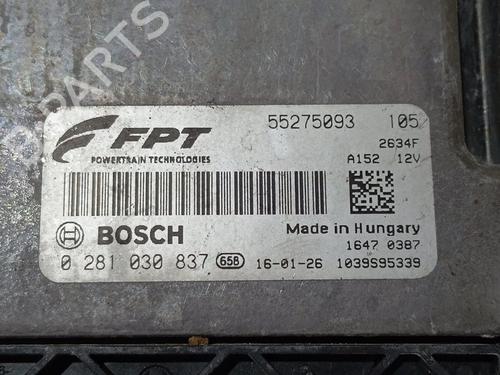 B-PARTS
FPT 55275093 105
POWERTRAIN TECHNOLOGIES 2634F
A152 12V
BOSCH Made in Hungary
1647 0387
0 281 030 837 658 16-01-26 1039S95339